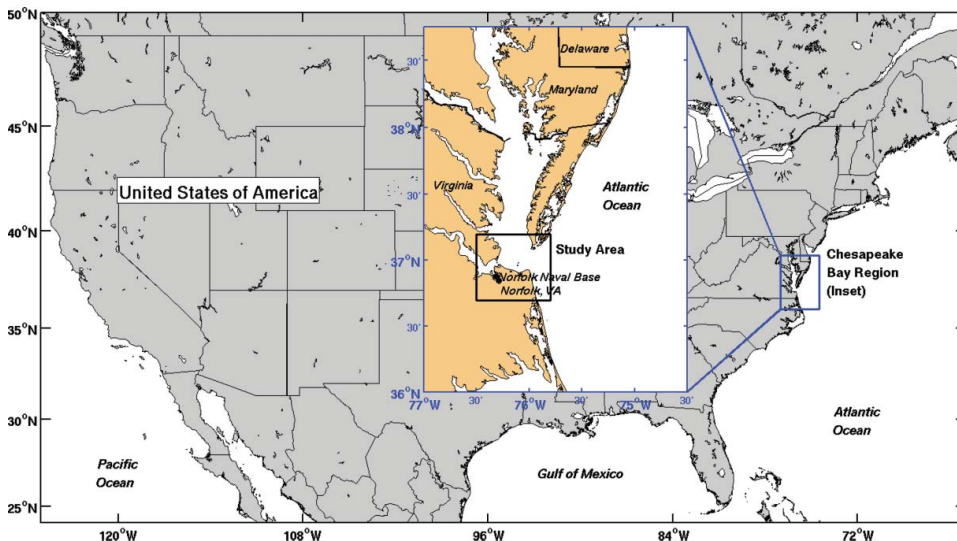 50°N
45°N
40°N
35°N
30°N
25°N
120°W
108°W
96°W
84°W
72°W
United States of America
Pacific
Ocean
Gulf of Mexico
Atlantic
Ocean
Chesapeake
Bay Region
(Inset)
30'
38°N
30'
37°N
30'
36°N
77°W
30'
76°W
30'
75°W
30'
Delaware
Maryland
Virginia
Atlantic
Ocean
Study Area
Norfolk Naval Base
Norfolk, VA